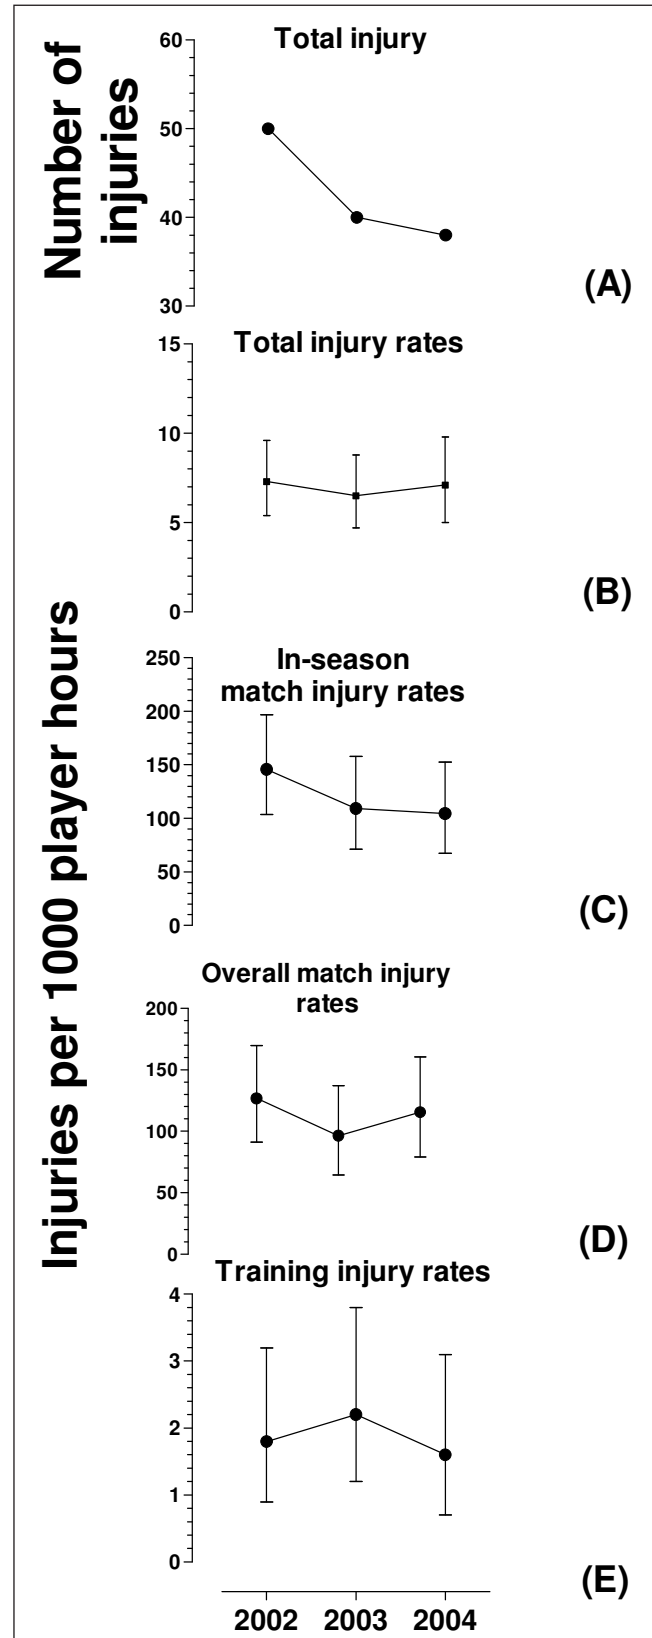 Number of
injuries
Total injury
60
50
40
30
(A)
Total injury rates
15
10
5
0
(B)
Injuries per 1000 player hours
In-season
match injury rates
250
200
150
100
50
0
(C)
Overall match injury
rates
200
150
100
50
0
(D)
Training injury rates
4
3
2
1
0
(E)
2002 2003 2004